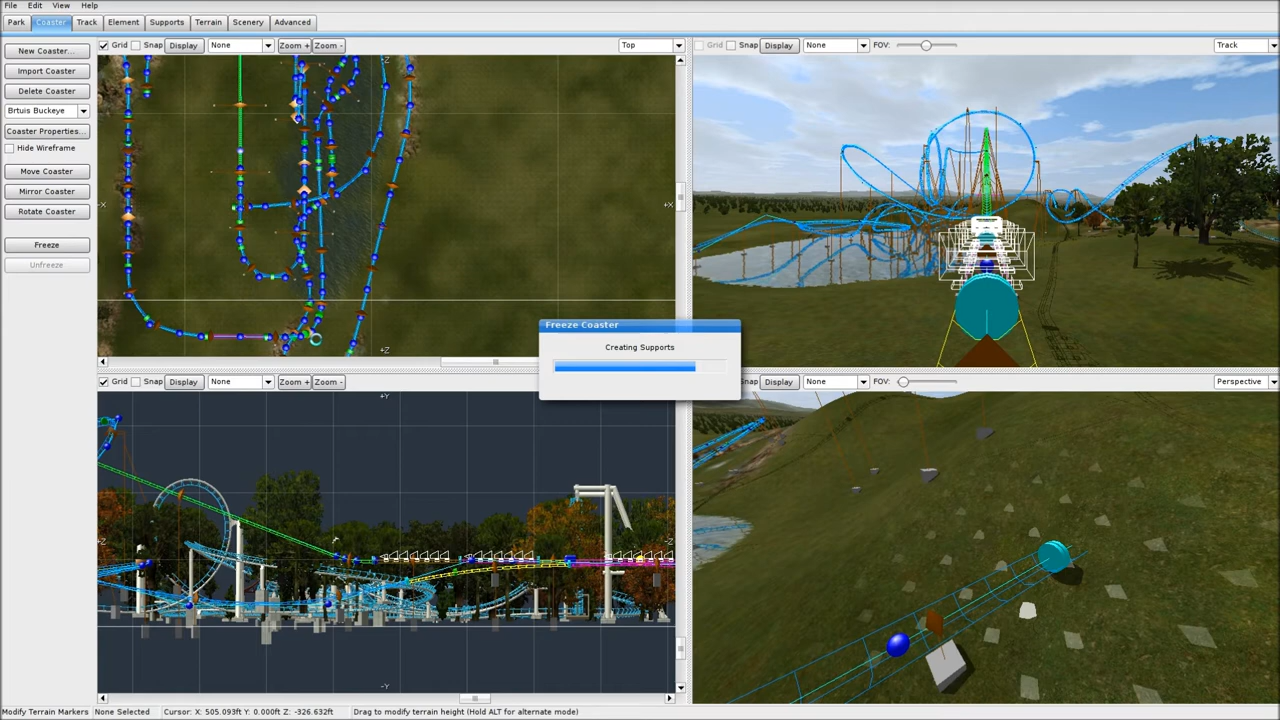 File Edit View Help
Park Coaster Track Element Supports Terrain Scenery Advanced
New Coaster...
Import Coaster
Delete Coaster
Brtuis Buckeye
Coaster Properties...
Hide Wireframe
Move Coaster
Mirror Coaster
Rotate Coaster
Freeze
Unfreeze
Grid Snap Display None Zoom + Zoom - Top
-Z
-X
+X
+Z
Grid Snap Display None FOV: Track
Freeze Coaster
Creating Supports
Grid Snap Display None Zoom + Zoom -
+Y
-Z
-Y
Snap Display None FOV: Perspective
Modify Terrain Markers None Selected Cursor: X: 505.093ft Y: 0.000ft Z: -326.632ft Drag to modify terrain height (Hold ALT for alternate mode)